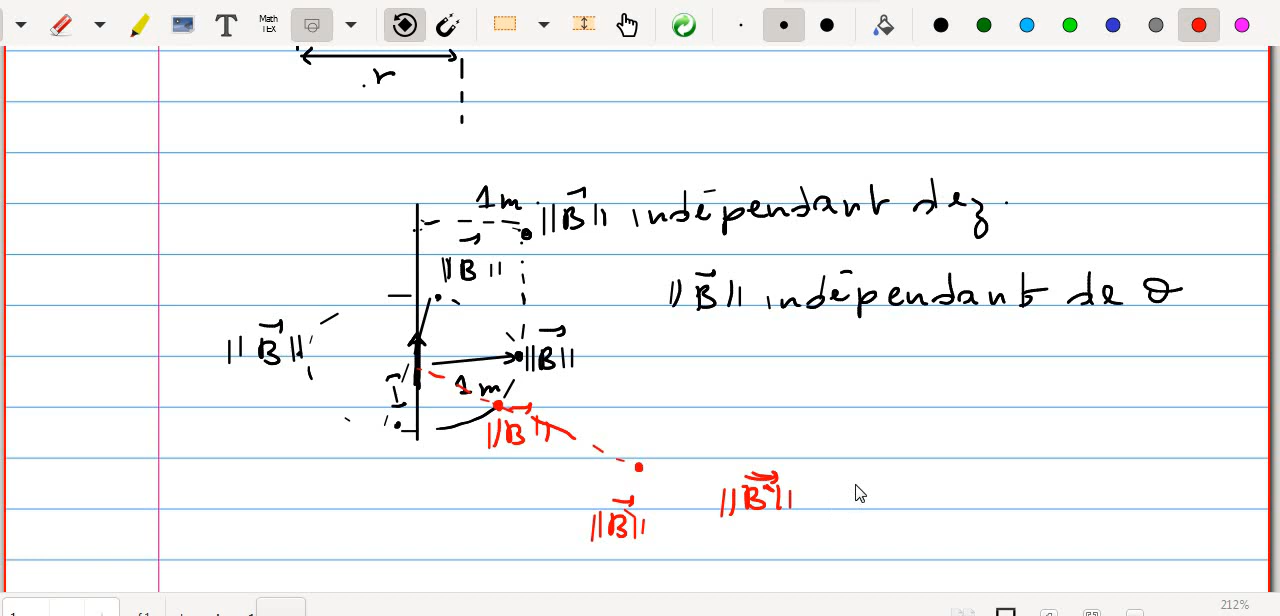 Math
TEX
r
1m
||B⃗|| indépendant de z.
||B⃗||
||B⃗|| indépendant de θ
||B⃗||
||B⃗||
I
1m
||B⃗||
||B⃗||
||B⃗||
212%